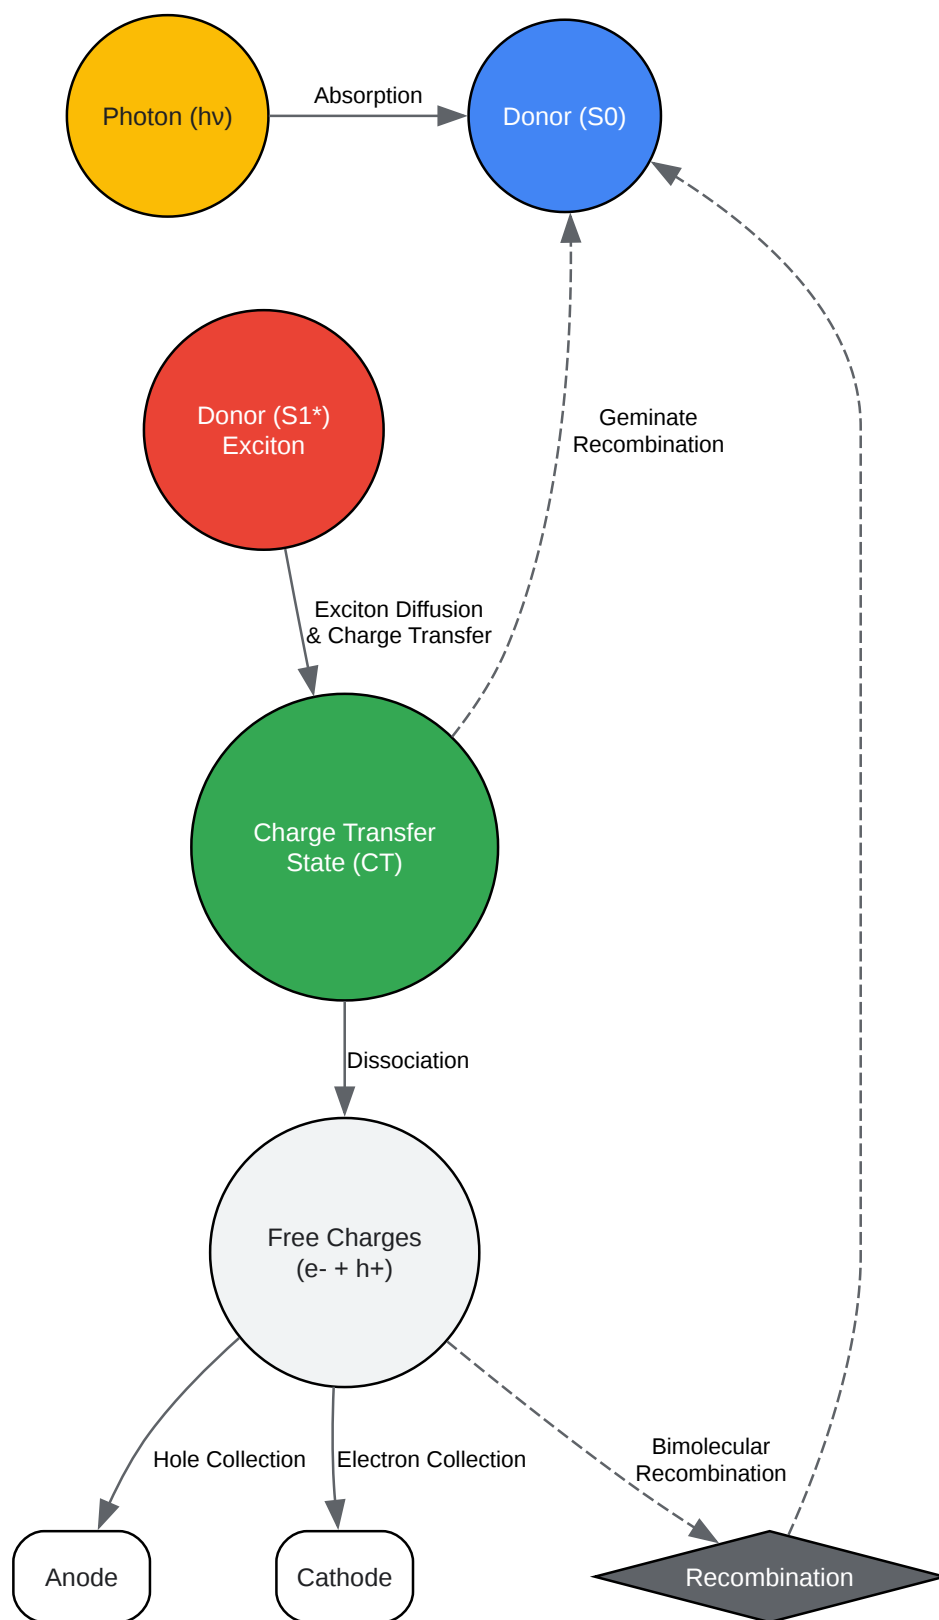 Photon (hν)
Absorption
Donor (S0)
Donor (S1*)
Exciton
Geminate
Recombination
Exciton Diffusion
& Charge Transfer
Charge Transfer
State (CT)
Dissociation
Free Charges
(e- + h+)
Hole Collection
Electron Collection
Bimolecular
Recombination
Anode
Cathode
Recombination